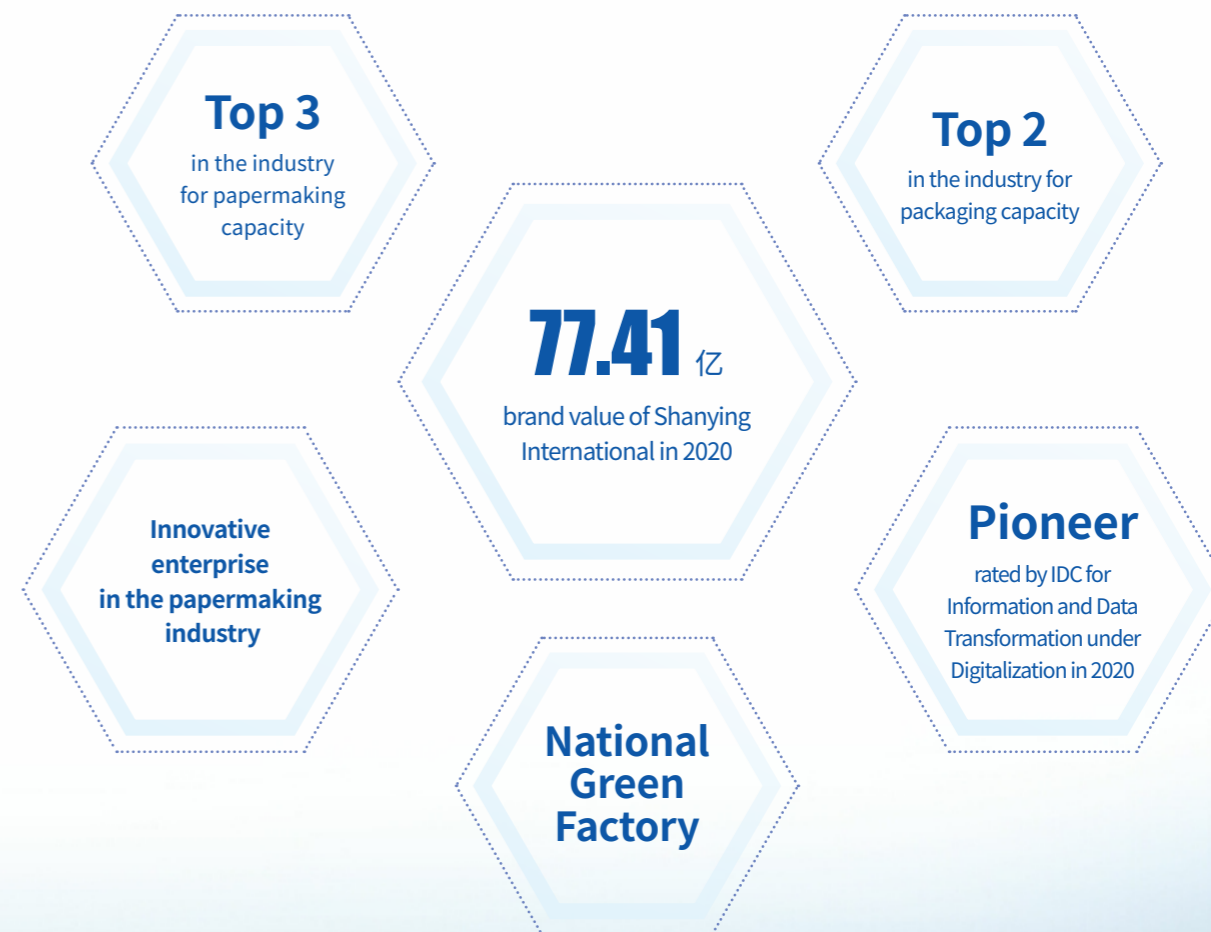 Top 3
in the industry
for papermaking
capacity
Top 2
in the industry for
packaging capacity
77.41 亿
brand value of Shanying
International in 2020
Innovative
enterprise
in the papermaking
industry
Pioneer
rated by IDC for
Information and Data
Transformation under
Digitalization in 2020
National
Green
Factory